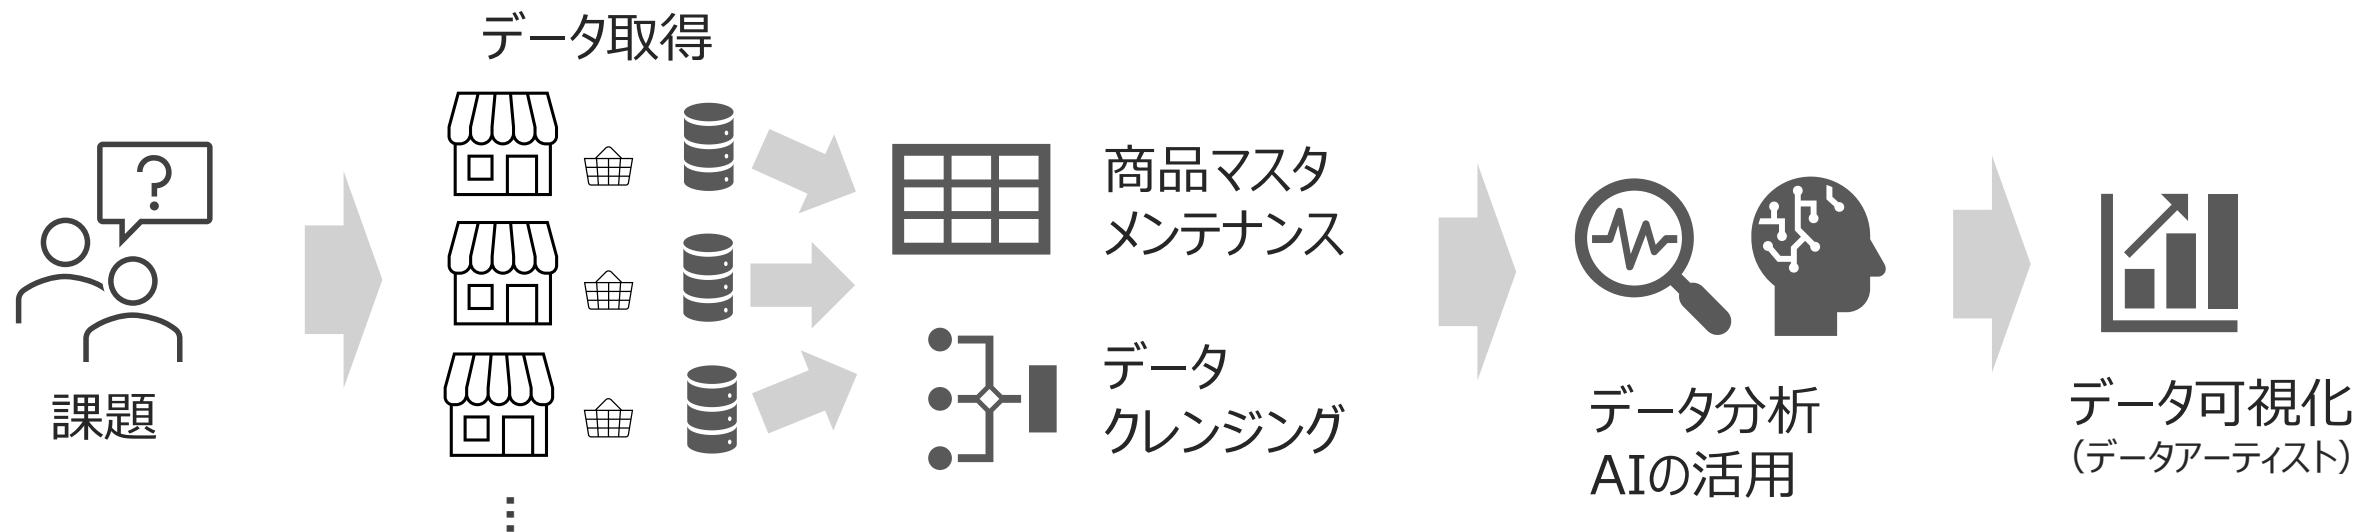 データ取得
?
課題
商品マスタ
メンテナンス
データ
クレンジング
データ分析
AIの活用
データ可視化
（データアーティスト）